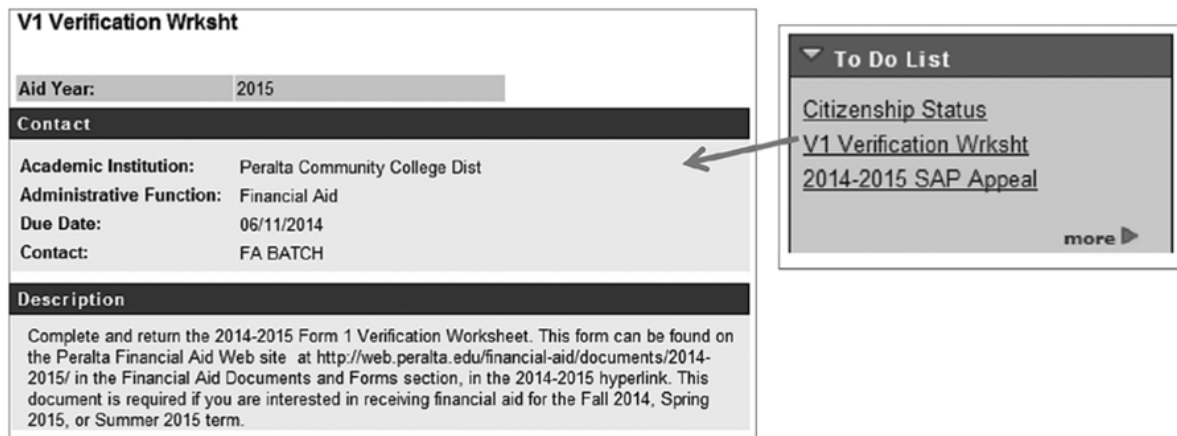 V1 Verification Wrksht
Aid Year: 2015
Contact
Academic Institution: Peralta Community College Dist
Administrative Function: Financial Aid
Due Date: 06/11/2014
Contact: FA BATCH
Description
Complete and return the 2014-2015 Form 1 Verification Worksheet. This form can be found on
the Peralta Financial Aid Web site at http://web.peralta.edu/financial-aid/documents/2014-
2015/ in the Financial Aid Documents and Forms section, in the 2014-2015 hyperlink. This
document is required if you are interested in receiving financial aid for the Fall 2014, Spring
2015, or Summer 2015 term.
To Do List
Citizenship Status
V1 Verification Wrksht
2014-2015 SAP Appeal
more